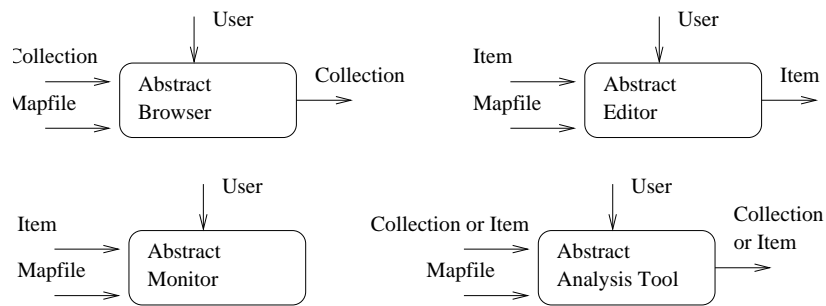 User
Collection
Mapfile
Abstract
Browser
Collection
User
Item
Mapfile
Abstract
Editor
Item
User
Item
Mapfile
Abstract
Monitor
User
Collection or Item
Mapfile
Abstract
Analysis Tool
Collection
or Item